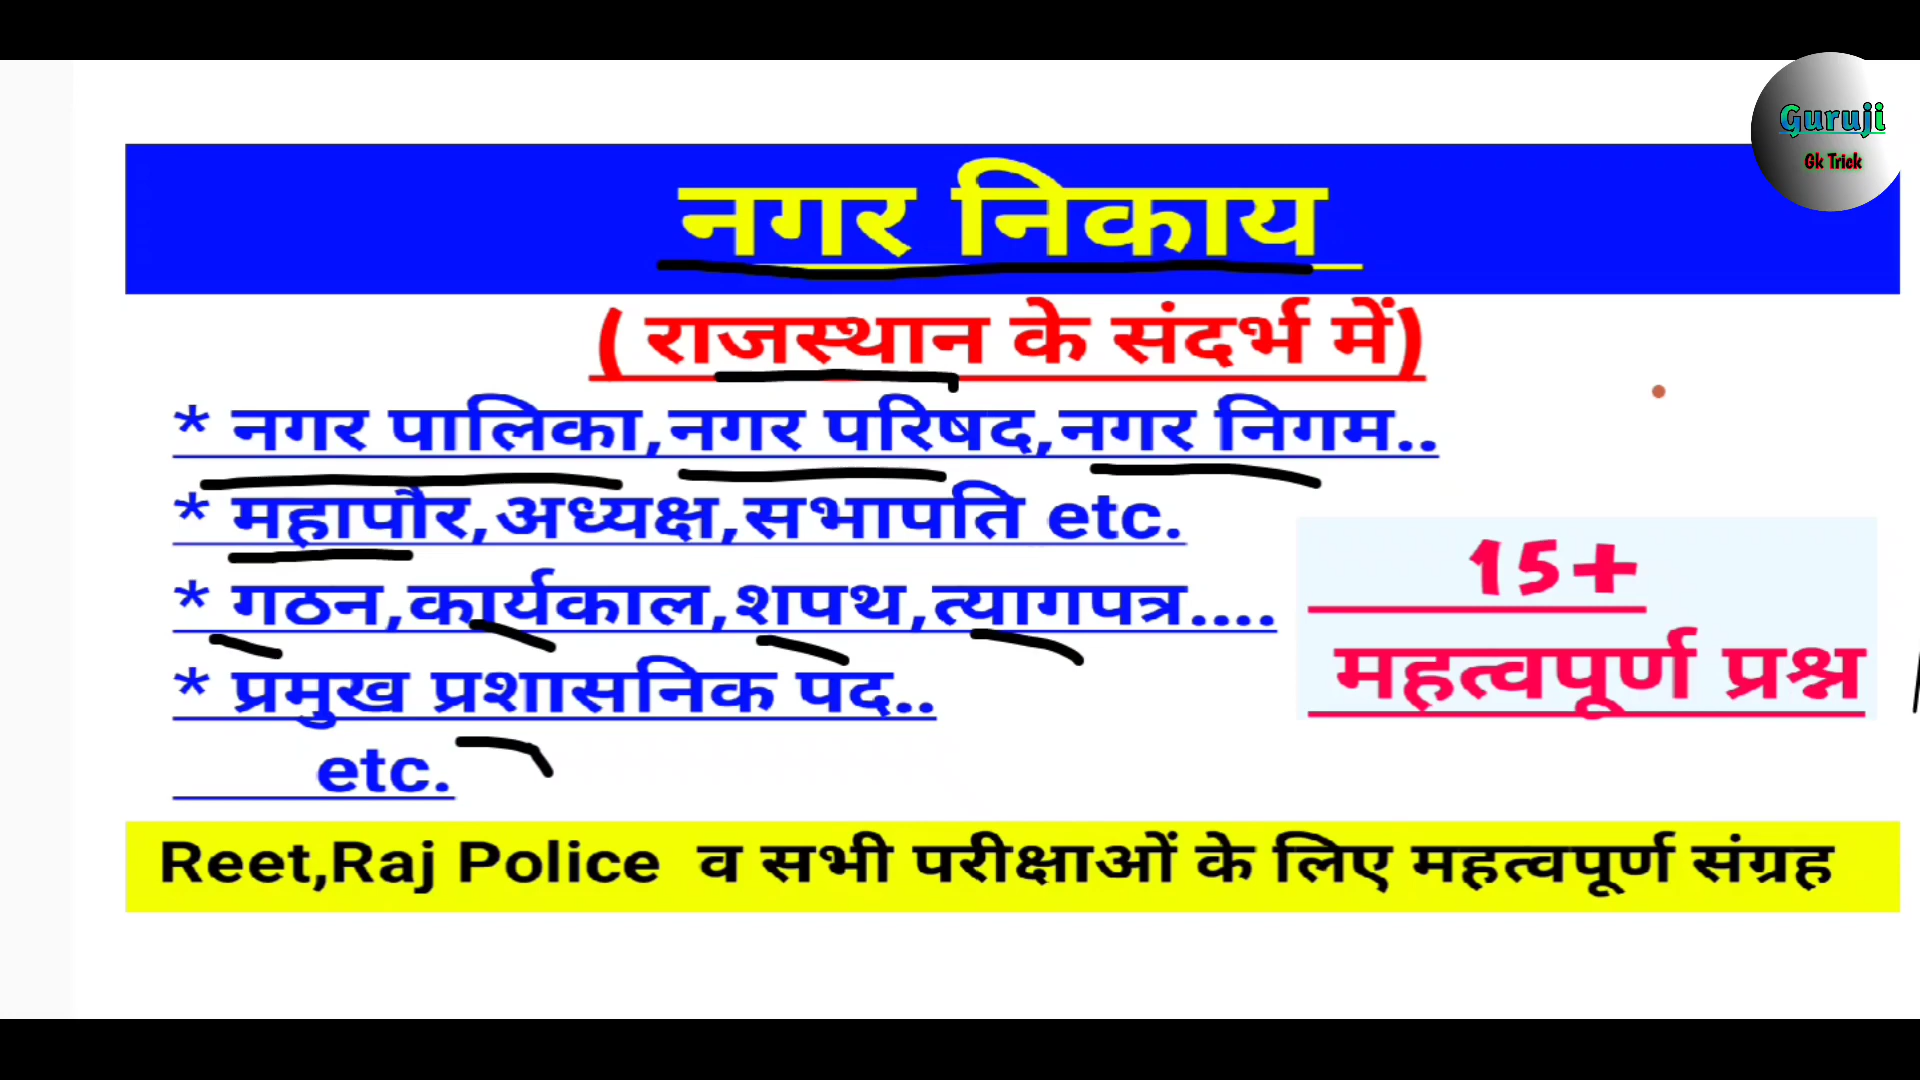 Guruji
Gk Trick
नगर निकाय
( राजस्थान के संदर्भ में)
* नगर पालिका,नगर परिषद,नगर निगम..
* महापौर,अध्यक्ष,सभापति etc.
* गठन,कार्यकाल,शपथ,त्यागपत्र....
* प्रमुख प्रशासनिक पद..
etc.
15+
महत्वपूर्ण प्रश्न
Reet,Raj Police व सभी परीक्षाओं के लिए महत्वपूर्ण संग्रह